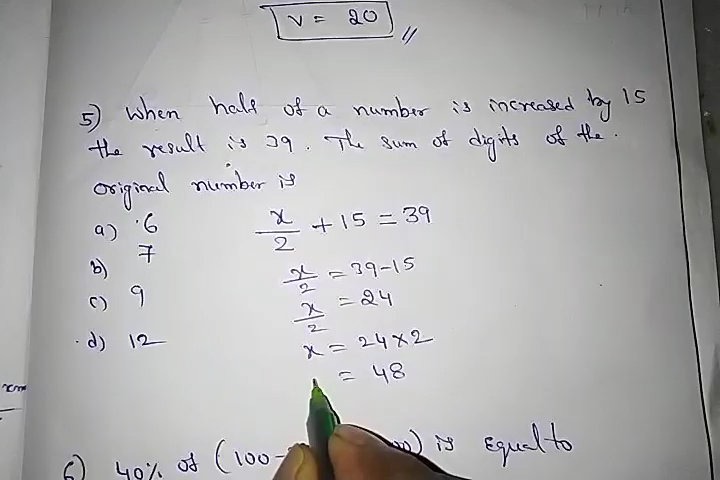 V = 20
5) When half of a number is increased by 15
the result is 39. The sum of digits of the
original number is
a) 6
b) 7
c) 9
d) 12
x/2 + 15 = 39
x/2 = 39-15
x/2 = 24
x = 24×2
= 48
6) 40% of (100- ) is equal to